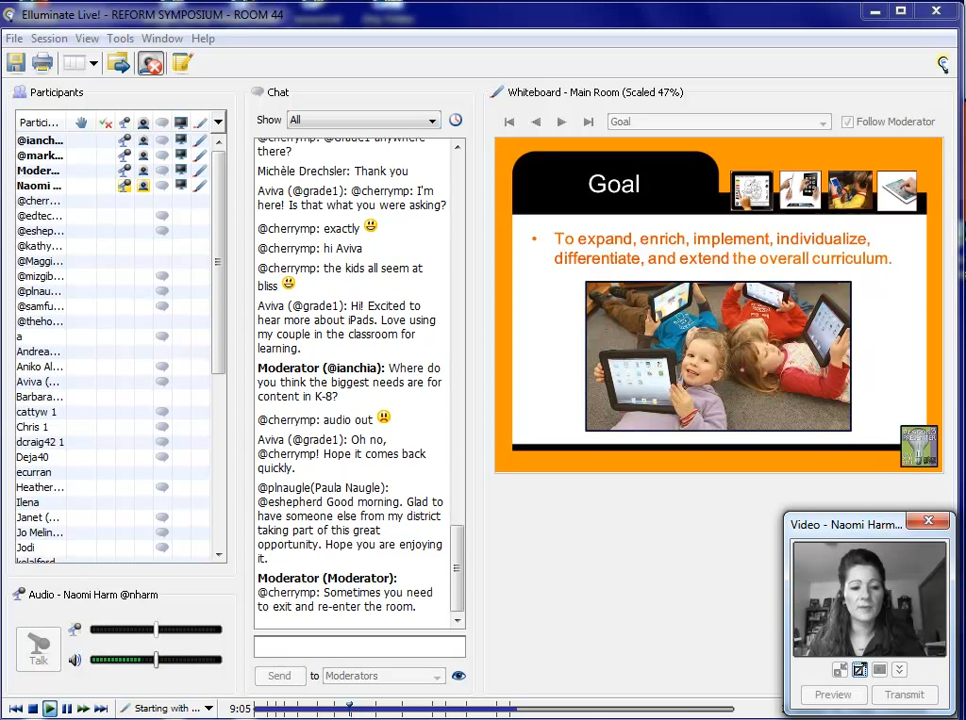 Elluminate Live! - REFORM SYMPOSIUM - ROOM 44
File Session View Tools Window Help
Participants
Partici...
@ianch...
@mark...
Moder...
Naomi ...
@cherr...
@edtec...
@eshep...
@kathy...
@Maggi...
@mizgib...
@plnau...
@samfu...
@theho...
a
Andrea...
Aniko Al...
Aviva (...
Barbara...
cattyw 1
Chris 1
dcraig42 1
Deja40
ecurran
Heather...
Ilena
Janet (...
Jo Melin...
Jodi
Audio - Naomi Harm @nharm
Talk
Chat
Show All
@cherrymp: @Grade1 anywhere
there?
Michèle Drechsler: Thank you
Aviva (@grade1): @cherrymp: I'm
here! Is that what you were asking?
@cherrymp: exactly
@cherrymp: hi Aviva
@cherrymp: the kids all seem at
bliss
Aviva (@grade1): Hi! Excited to
hear more about iPads. Love using
my couple in the classroom for
learning.
Moderator (@ianchia): Where do
you think the biggest needs are for
content in K-8?
@cherrymp: audio out
Aviva (@grade1): Oh no,
@cherrymp! Hope it comes back
quickly.
@plnaugle(Paula Naugle):
@eshepherd Good morning. Glad to
have someone else from my district
taking part of this great
opportunity. Hope you are enjoying
it.
Moderator (Moderator):
@cherrymp: Sometimes you need
to exit and re-enter the room.
Send to Moderators
Whiteboard - Main Room (Scaled 47%)
Goal
Follow Moderator
Goal
• To expand, enrich, implement, individualize,
differentiate, and extend the overall curriculum.
Video - Naomi Harm...
Preview Transmit
Starting with ... 9:05